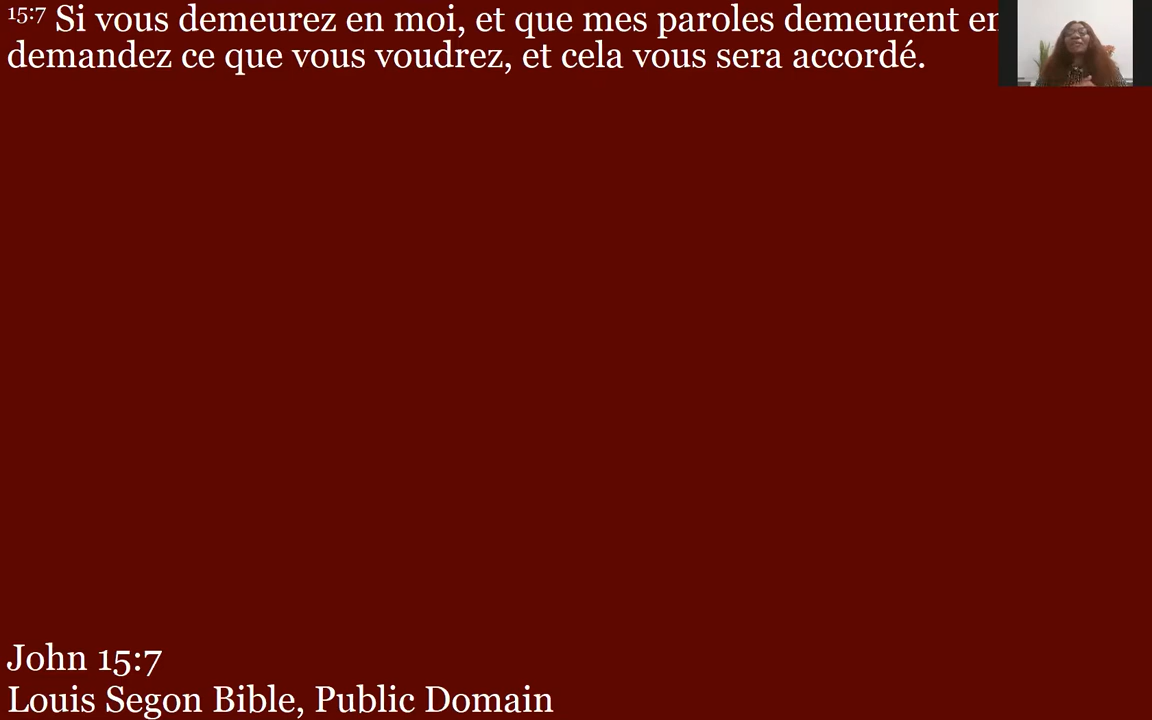 15:7 Si vous demeurez en moi, et que mes paroles demeurent en
demandez ce que vous voudrez, et cela vous sera accordé.
John 15:7
Louis Segon Bible, Public Domain